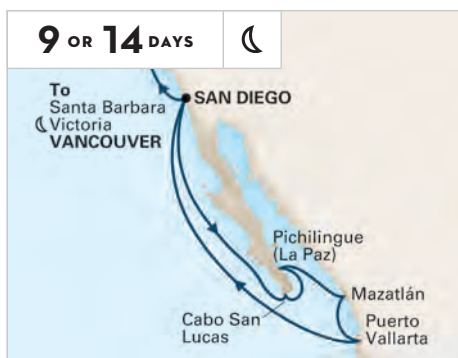 9 OR 14 DAYS
To
Santa Barbara
Victoria
VANCOUVER
SAN DIEGO
Pichilingue
(La Paz)
Mazatlán
Cabo San
Lucas
Puerto
Vallarta